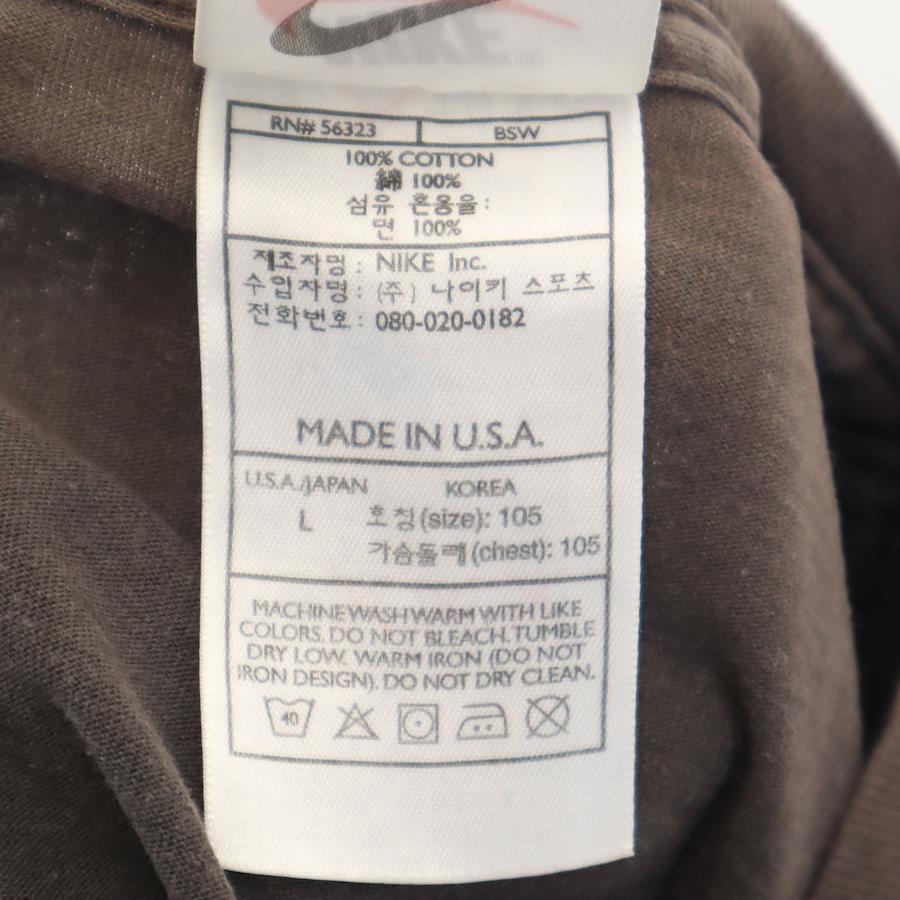 NIKE
RN# 56323 BSW
100% COTTON
綿 100%
섬유 혼용율:
면 100%
제조자명: NIKE Inc.
수입자명: (주) 나이키 스포츠
전화번호: 080-020-0182
MADE IN U.S.A.
U.S.A./JAPAN KOREA
L 호칭(size): 105
가슴둘레(chest): 105
MACHINE WASH WARM WITH LIKE
COLORS. DO NOT BLEACH. TUMBLE
DRY LOW. WARM IRON (DO NOT
IRON DESIGN). DO NOT DRY CLEAN.
40